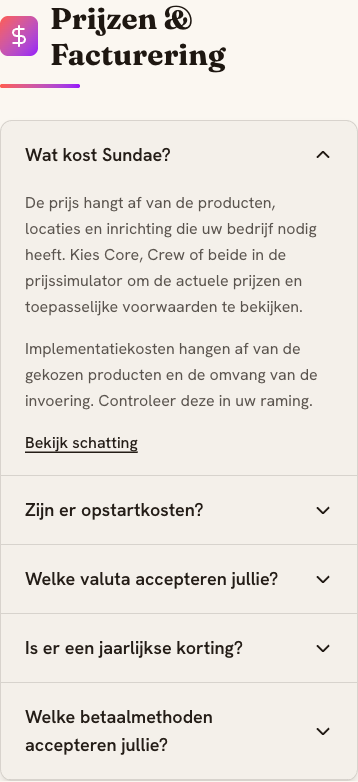 $
Prijzen &
Facturering
Wat kost Sundae?
De prijs hangt af van de producten,
locaties en inrichting die uw bedrijf nodig
heeft. Kies Core, Crew of beide in de
prijssimulator om de actuele prijzen en
toepasselijke voorwaarden te bekijken.
Implementatiekosten hangen af van de
gekozen producten en de omvang van de
invoering. Controleer deze in uw raming.
Bekijk schatting
Zijn er opstartkosten?
Welke valuta accepteren jullie?
Is er een jaarlijkse korting?
Welke betaalmethoden
accepteren jullie?